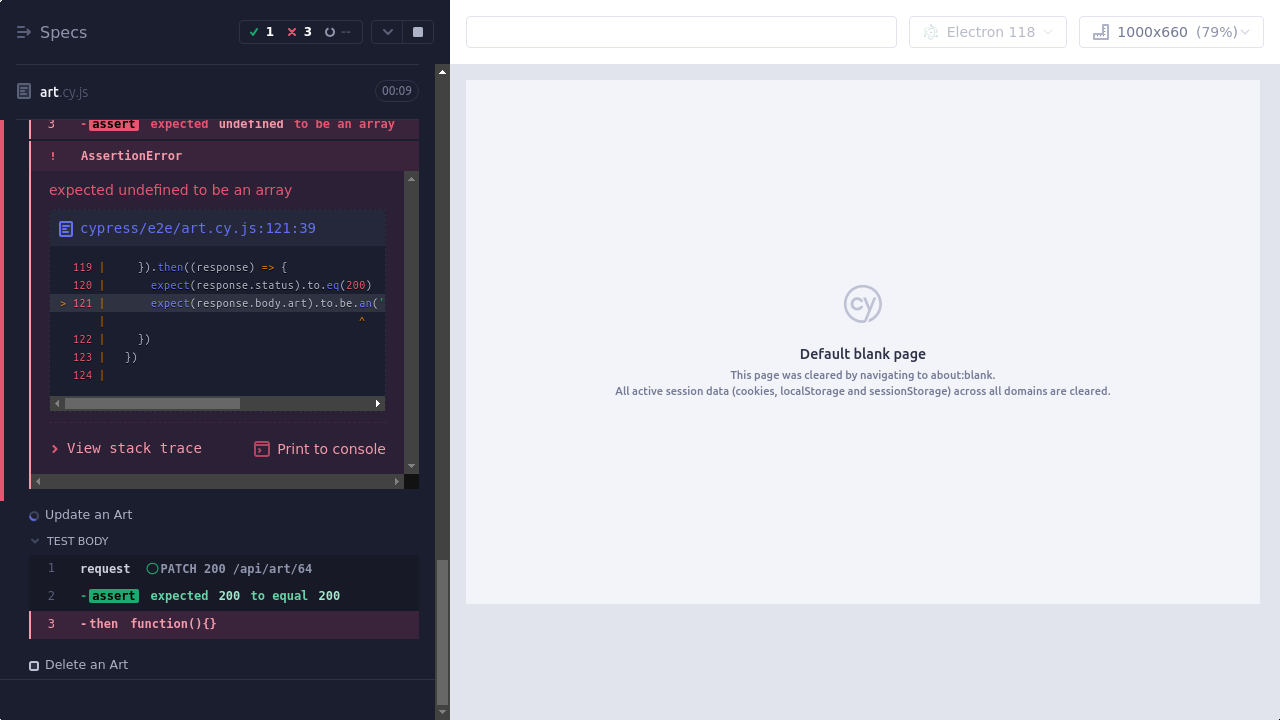 Specs
1
3
--
art.cy.js
00:09
3 -assert expected undefined to be an array
! AssertionError
expected undefined to be an array
cypress/e2e/art.cy.js:121:39
119 | }).then((response) => {
120 | expect(response.status).to.eq(200)
> 121 | expect(response.body.art).to.be.an('
| ^
122 | })
123 | })
124 |
View stack trace
Print to console
Update an Art
TEST BODY
1 request PATCH 200 /api/art/64
2 -assert expected 200 to equal 200
3 -then function(){}
Delete an Art
Electron 118
1000x660 (79%)
cy
Default blank page
This page was cleared by navigating to about:blank.
All active session data (cookies, localStorage and sessionStorage) across all domains are cleared.